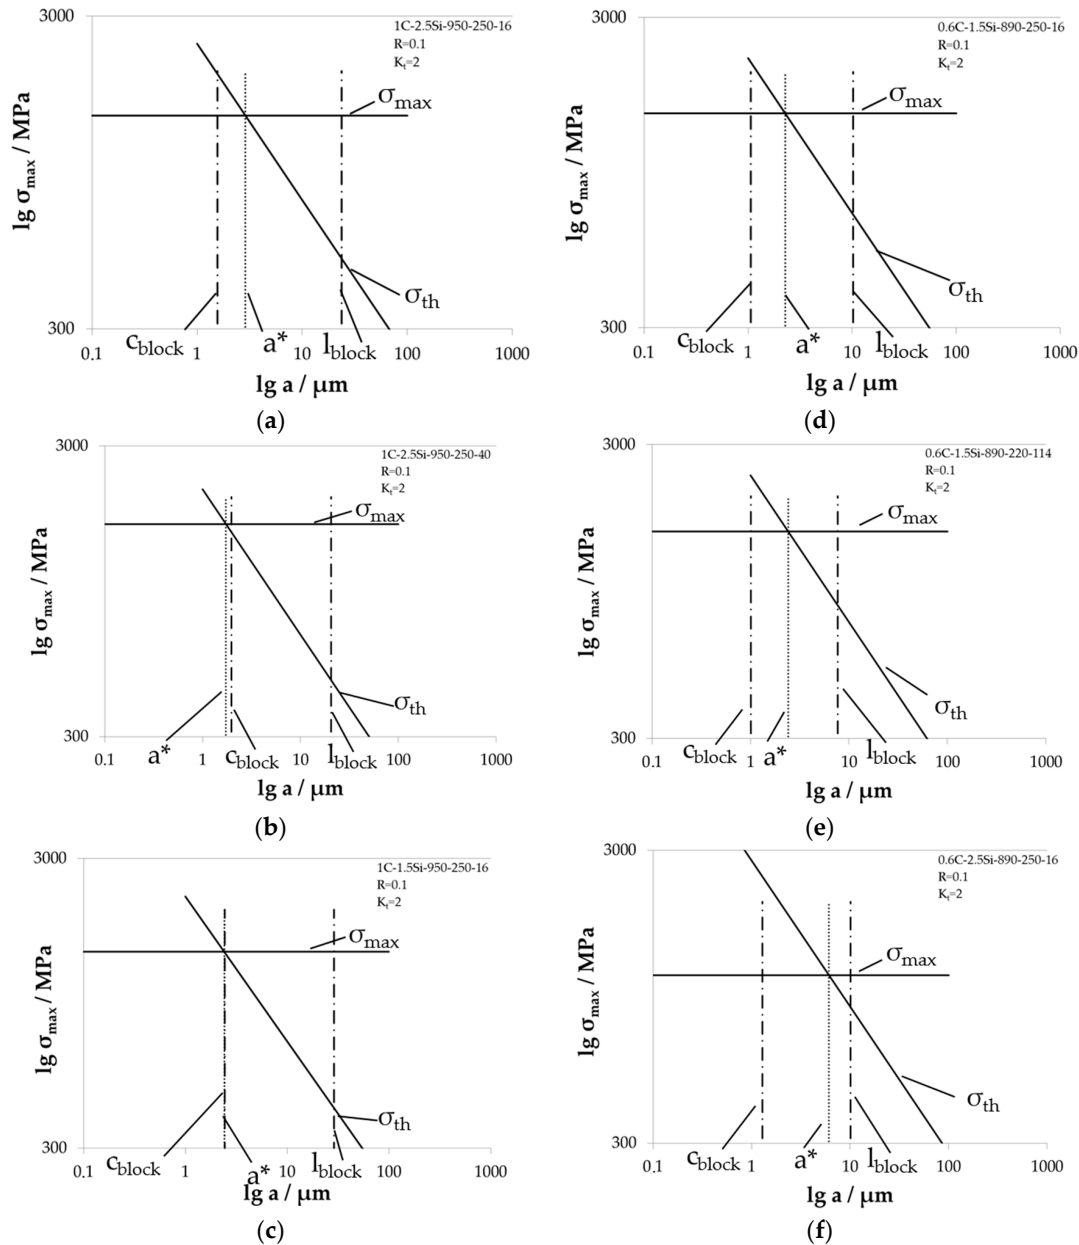 3000
1C-2.5Si-950-250-16
R=0.1
Kt=2
σmax
lg σmax / MPa
σth
300
cblock
a*
lblock
0.1
1
10
100
1000
lg a / μm
(a)
3000
0.6C-1.5Si-890-250-16
R=0.1
Kt=2
σmax
lg σmax / MPa
σth
300
cblock
a*
lblock
0.1
1
10
100
1000
lg a / μm
(d)
3000
1C-2.5Si-950-250-40
R=0.1
Kt=2
σmax
lg σmax / MPa
σth
300
a*
cblock
lblock
0.1
1
10
100
1000
lg a / μm
(b)
3000
0.6C-1.5Si-890-220-114
R=0.1
Kt=2
σmax
lg σmax / MPa
σth
300
cblock
a*
lblock
0.1
1
10
100
1000
lg a / μm
(e)
3000
1C-1.5Si-950-250-16
R=0.1
Kt=2
σmax
lg σmax / MPa
σth
300
cblock
a*
lblock
0.1
1
10
100
1000
lg a / μm
(c)
3000
0.6C-2.5Si-890-250-16
R=0.1
Kt=2
σmax
lg σmax / MPa
σth
300
cblock
a*
lblock
0.1
1
10
100
1000
lg a / μm
(f)